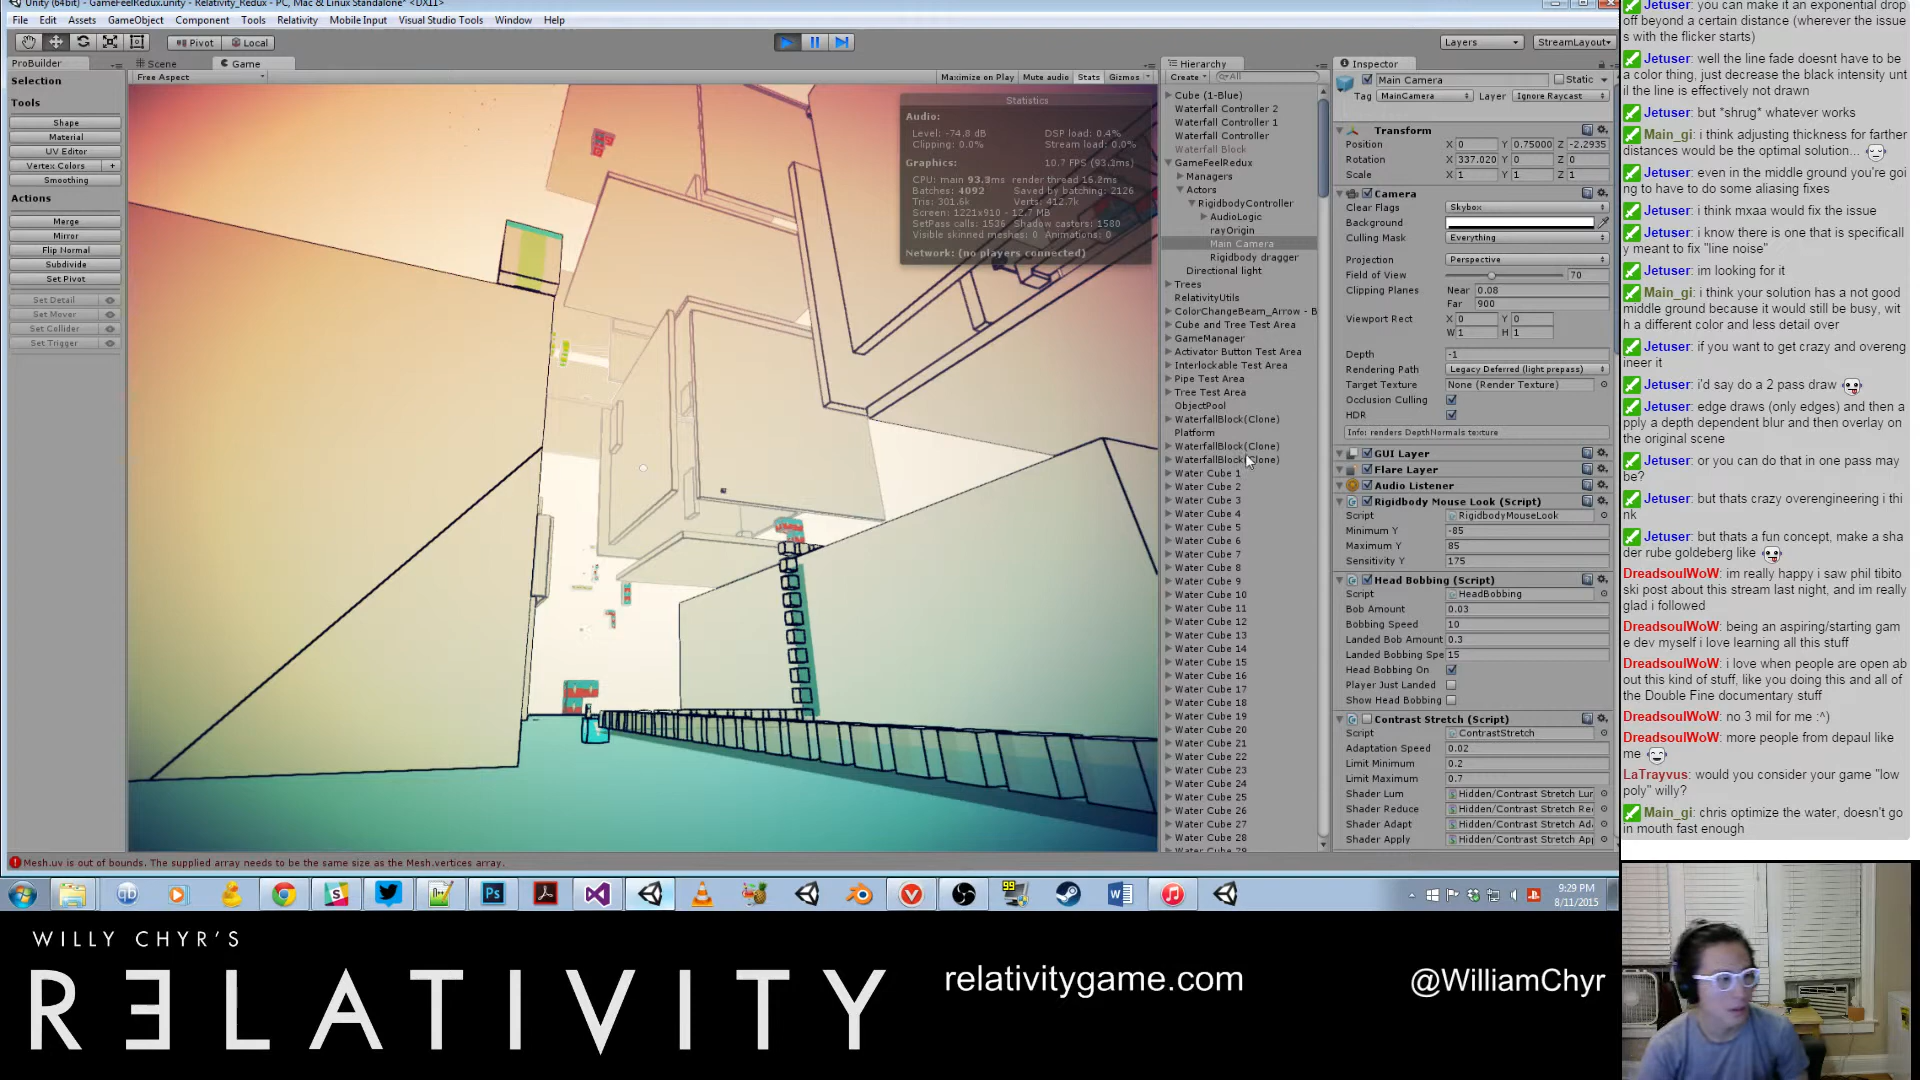 Unity (64bit) - GameFeelRedux.unity - Relativity_Redux - PC, Mac & Linux Standalone* <DX11>
File Edit Assets GameObject Component Tools Relativity Mobile Input Visual Studio Tools Window Help
Pivot Local
Layers StreamLayout
ProBuilder
Selection
Tools
Shape
Material
UV Editor
Vertex Colors +
Smoothing
Actions
Merge
Mirror
Flip Normal
Subdivide
Set Pivot
Set Detail
Set Mover
Set Collider
Set Trigger
Scene Game
Free Aspect
Maximize on Play Mute audio Stats Gizmos
Statistics
Audio:
Level: -74.8 dB DSP load: 0.4%
Clipping: 0.0% Stream load: 0.0%
Graphics: 10.7 FPS (93.3ms)
CPU: main 93.3ms render thread 16.2ms
Batches: 4092 Saved by batching: 2126
Tris: 301.6k Verts: 412.7k
Screen: 1221x910 - 12.7 MB
SetPass calls: 1536 Shadow casters: 1580
Visible skinned meshes: 0 Animations: 0
Network: (no players connected)
Hierarchy
Create All
Cube (1-Blue)
Waterfall Controller 2
Waterfall Controller 1
Waterfall Controller
Waterfall Block
GameFeelRedux
Managers
Actors
RigidbodyController
AudioLogic
rayOrigin
Main Camera
Rigidbody dragger
Directional light
Trees
RelativityUtils
ColorChangeBeam_Arrow - B
Cube and Tree Test Area
GameManager
Activator Button Test Area
Interlockable Test Area
Pipe Test Area
Tree Test Area
ObjectPool
WaterfallBlock(Clone)
Platform
WaterfallBlock(Clone)
WaterfallBlock(Clone)
Water Cube 1
Water Cube 2
Water Cube 3
Water Cube 4
Water Cube 5
Water Cube 6
Water Cube 7
Water Cube 8
Water Cube 9
Water Cube 10
Water Cube 11
Water Cube 12
Water Cube 13
Water Cube 14
Water Cube 15
Water Cube 16
Water Cube 17
Water Cube 18
Water Cube 19
Water Cube 20
Water Cube 21
Water Cube 22
Water Cube 23
Water Cube 24
Water Cube 25
Water Cube 26
Water Cube 27
Water Cube 28
Water Cube 29
Inspector
Main Camera Static
Tag MainCamera Layer Ignore Raycast
Transform
Position X 0 Y 0.75000 Z -2.2935
Rotation X 337.020 Y 0 Z 0
Scale X 1 Y 1 Z 1
Camera
Clear Flags Skybox
Background
Culling Mask Everything
Projection Perspective
Field of View 70
Clipping Planes Near 0.08
Far 900
Viewport Rect X 0 Y 0
W 1 H 1
Depth -1
Rendering Path Legacy Deferred (light prepass)
Target Texture None (Render Texture)
Occlusion Culling
HDR
Info: renders DepthNormals texture
GUI Layer
Flare Layer
Audio Listener
Rigidbody Mouse Look (Script)
Script RigidbodyMouseLook
Minimum Y -85
Maximum Y 85
Sensitivity Y 175
Head Bobbing (Script)
Script HeadBobbing
Bob Amount 0.03
Bobbing Speed 10
Landed Bob Amount 0.3
Landed Bobbing Spe 15
Head Bobbing On
Player Just Landed
Show Head Bobbing
Contrast Stretch (Script)
Script ContrastStretch
Adaptation Speed 0.02
Limit Minimum 0.2
Limit Maximum 0.7
Shader Lum Hidden/Contrast Stretch Lur
Shader Reduce Hidden/Contrast Stretch Re
Shader Adapt Hidden/Contrast Stretch Ad
Shader Apply Hidden/Contrast Stretch App
Mesh.uv is out of bounds. The supplied array needs to be the same size as the Mesh.vertices array.
9:29 PM
8/11/2015
Jetuser: you can make it an exponential drop
off beyond a certain distance (wherever the issue
s with the flicker starts)
Jetuser: well the line fade doesnt have to be
a color thing, just decrease the black intensity unt
il the line is effectively not drawn
Jetuser: but *shrug* whatever works
Main_gi: i think adjusting thickness for farther
distances would be the optimal solution...
Jetuser: even in the middle ground you're goi
ng to have to do some aliasing fixes
Jetuser: i think mxaa would fix the issue
Jetuser: i know there is one that is specificall
y meant to fix "line noise"
Jetuser: im looking for it
Main_gi: i think your solution has a not good
middle ground because it would still be busy, wit
h a different color and less detail over
Jetuser: if you want to get crazy and overeng
ineer it
Jetuser: i'd say do a 2 pass draw
Jetuser: edge draws (only edges) and then a
pply a depth dependent blur and then overlay on
the original scene
Jetuser: or you can do that in one pass may
be?
Jetuser: but thats crazy overengineering i thi
nk
Jetuser: but thats a fun concept, make a sha
der rube goldeberg like
DreadsoulWoW: im really happy i saw phil tibito
ski post about this stream last night, and im really
glad i followed
DreadsoulWoW: being an aspiring/starting gam
e dev myself i love learning all this stuff
DreadsoulWoW: i love when people are open ab
out this kind of stuff, like you doing this and all of
the Double Fine documentary stuff
DreadsoulWoW: no 3 mil for me :^)
DreadsoulWoW: more people from depaul like
me
LaTrayvus: would you consider your game "low
poly" willy?
Main_gi: chris optimize the water, doesn't go
in mouth fast enough
WILLY CHYR'S
RELATIVITY
relativitygame.com
@WilliamChyr